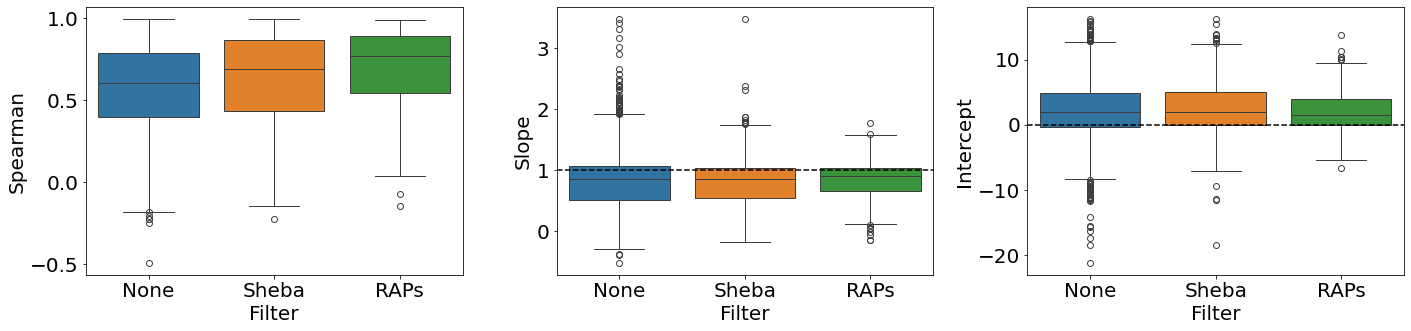 Spearman
1.0
0.5
0.0
−0.5
None Sheba RAPs
Filter
Slope
3
2
1
0
None Sheba RAPs
Filter
Intercept
10
0
−10
−20
None Sheba RAPs
Filter